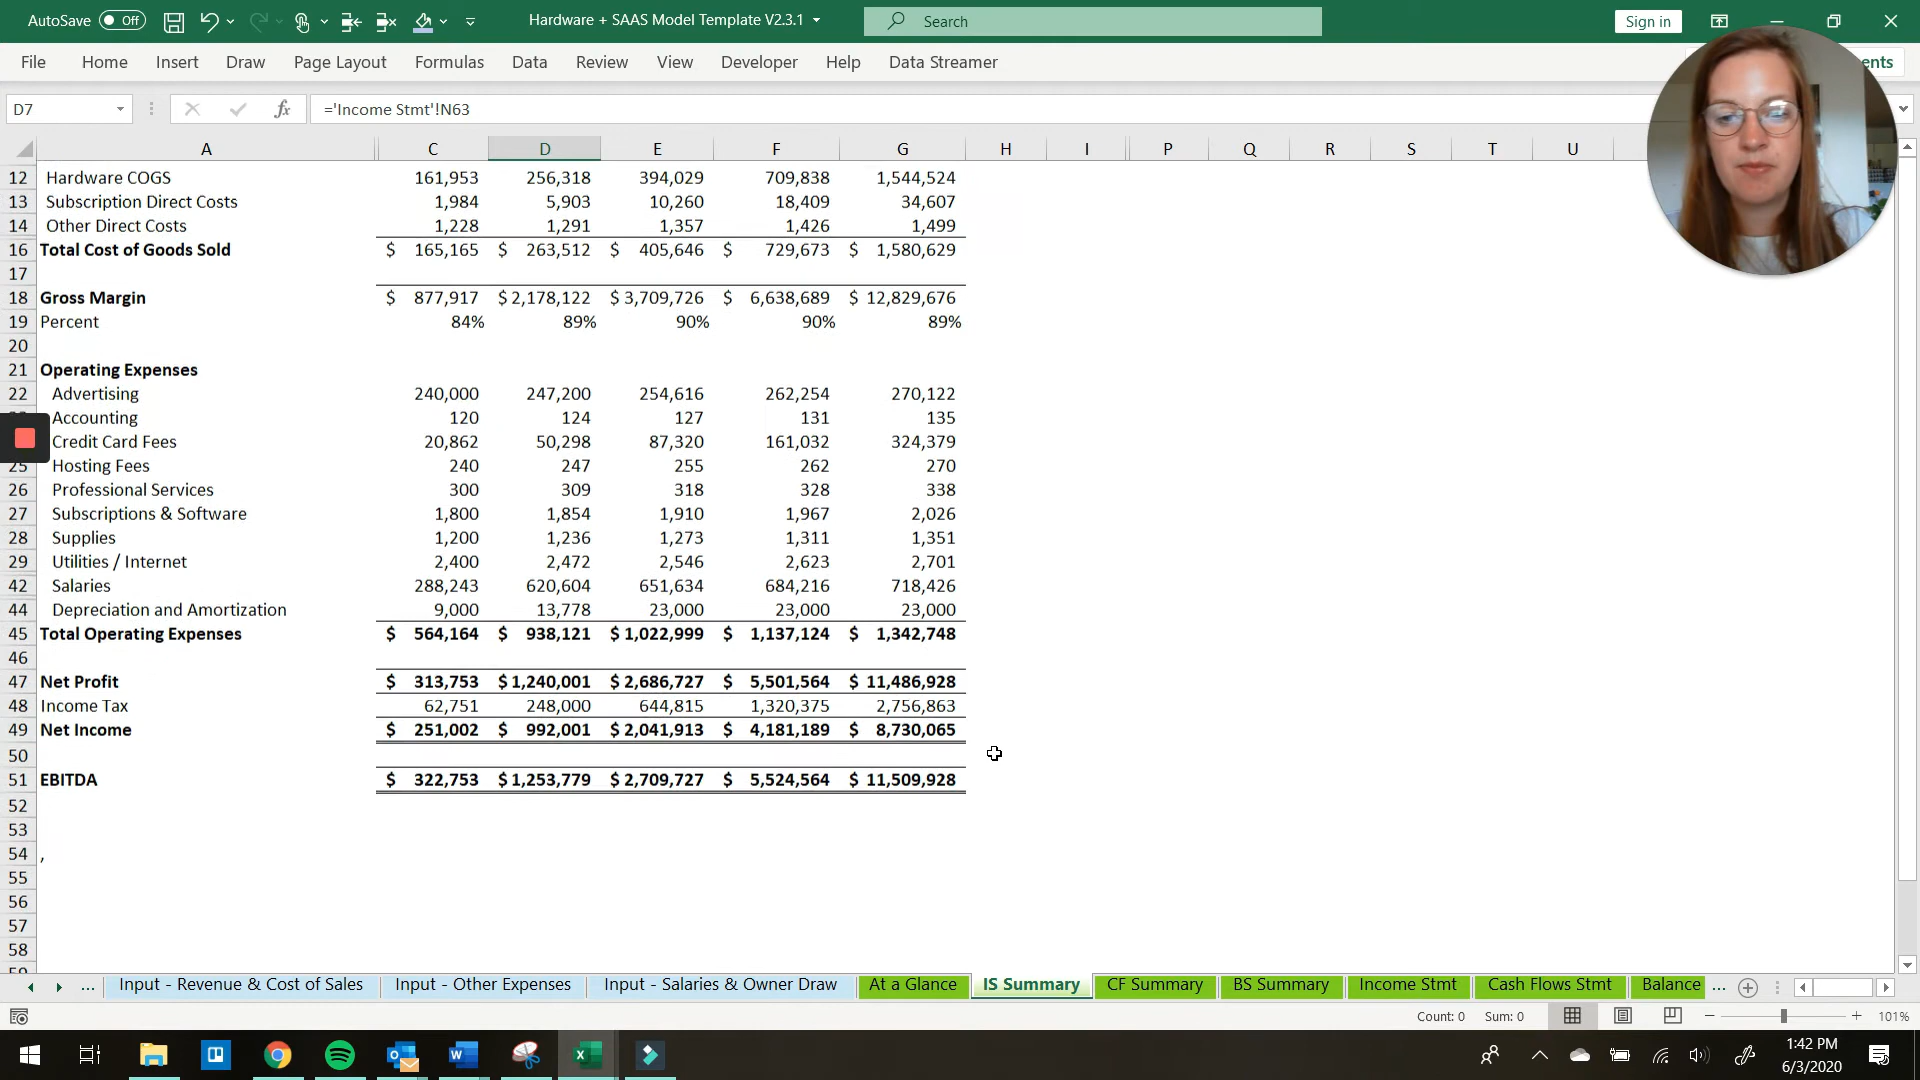 AutoSave Off Hardware + SAAS Model Template V2.3.1 Search Sign in
File Home Insert Draw Page Layout Formulas Data Review View Developer Help Data Streamer ents
D7 fx ='Income Stmt'!N63
A C D E F G H I P Q R S T U
12 Hardware COGS 161,953 256,318 394,029 709,838 1,544,524
13 Subscription Direct Costs 1,984 5,903 10,260 18,409 34,607
14 Other Direct Costs 1,228 1,291 1,357 1,426 1,499
16 Total Cost of Goods Sold $ 165,165 $ 263,512 $ 405,646 $ 729,673 $ 1,580,629
17
18 Gross Margin $ 877,917 $ 2,178,122 $ 3,709,726 $ 6,638,689 $ 12,829,676
19 Percent 84% 89% 90% 90% 89%
20
21 Operating Expenses
22 Advertising 240,000 247,200 254,616 262,254 270,122
Accounting 120 124 127 131 135
Credit Card Fees 20,862 50,298 87,320 161,032 324,379
25 Hosting Fees 240 247 255 262 270
26 Professional Services 300 309 318 328 338
27 Subscriptions & Software 1,800 1,854 1,910 1,967 2,026
28 Supplies 1,200 1,236 1,273 1,311 1,351
29 Utilities / Internet 2,400 2,472 2,546 2,623 2,701
42 Salaries 288,243 620,604 651,634 684,216 718,426
44 Depreciation and Amortization 9,000 13,778 23,000 23,000 23,000
45 Total Operating Expenses $ 564,164 $ 938,121 $ 1,022,999 $ 1,137,124 $ 1,342,748
46
47 Net Profit $ 313,753 $ 1,240,001 $ 2,686,727 $ 5,501,564 $ 11,486,928
48 Income Tax 62,751 248,000 644,815 1,320,375 2,756,863
49 Net Income $ 251,002 $ 992,001 $ 2,041,913 $ 4,181,189 $ 8,730,065
50
51 EBITDA $ 322,753 $ 1,253,779 $ 2,709,727 $ 5,524,564 $ 11,509,928
52
53
54 ,
55
56
57
58
... Input - Revenue & Cost of Sales Input - Other Expenses Input - Salaries & Owner Draw At a Glance IS Summary CF Summary BS Summary Income Stmt Cash Flows Stmt Balance ...
Count: 0 Sum: 0 101%
1:42 PM
6/3/2020